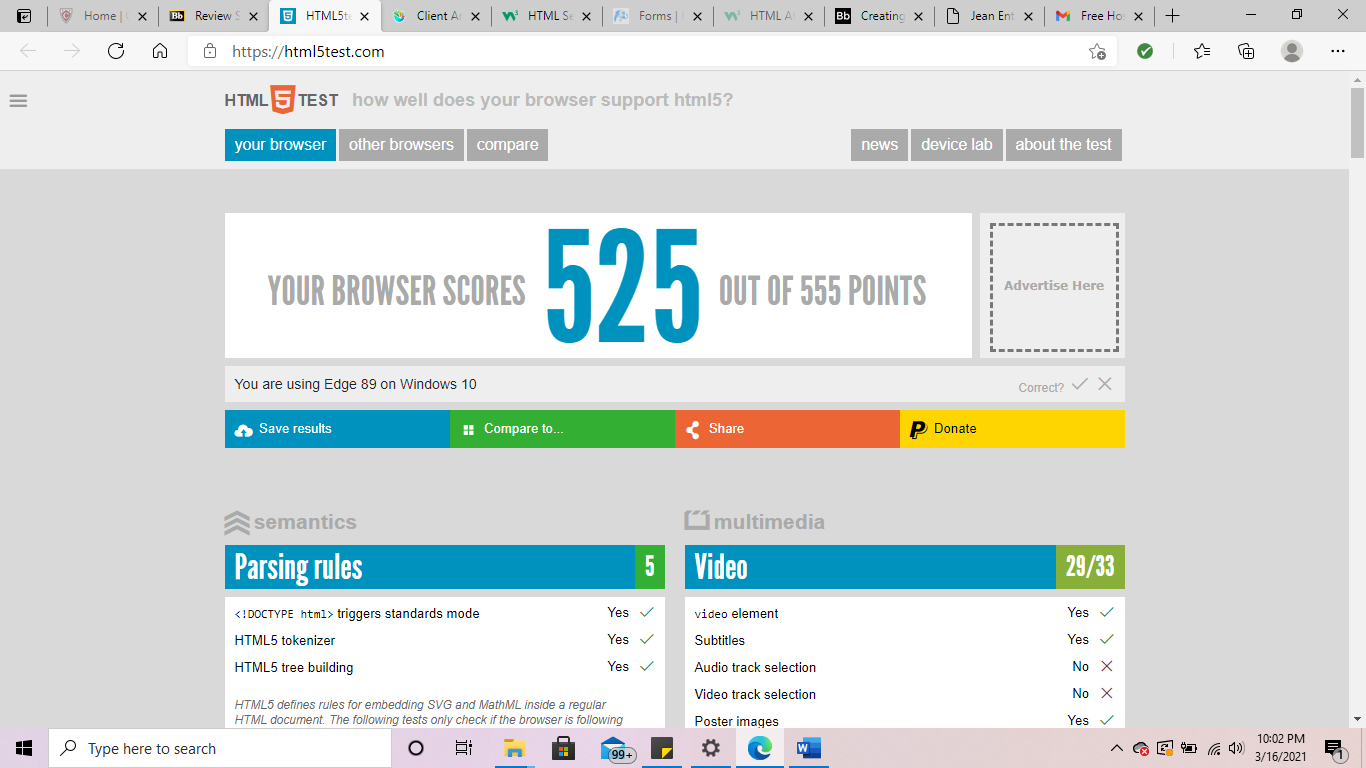 Home |
Review S
HTML5te
Client A
HTML Se
Forms |
HTML A
Bb Creating
Jean Ent
Free Ho
https://html5test.com
HTML 5 TEST how well does your browser support html5?
your browser other browsers compare news device lab about the test
YOUR BROWSER SCORES 525 OUT OF 555 POINTS
Advertise Here
You are using Edge 89 on Windows 10 Correct?
Save results Compare to... Share Donate
semantics
Parsing rules 5
<!DOCTYPE html> triggers standards mode Yes
HTML5 tokenizer Yes
HTML5 tree building Yes
HTML5 defines rules for embedding SVG and MathML inside a regular
HTML document. The following tests only check if the browser is following
multimedia
Video 29/33
video element Yes
Subtitles Yes
Audio track selection No
Video track selection No
Poster images Yes
Type here to search
99+
10:02 PM
3/16/2021
1